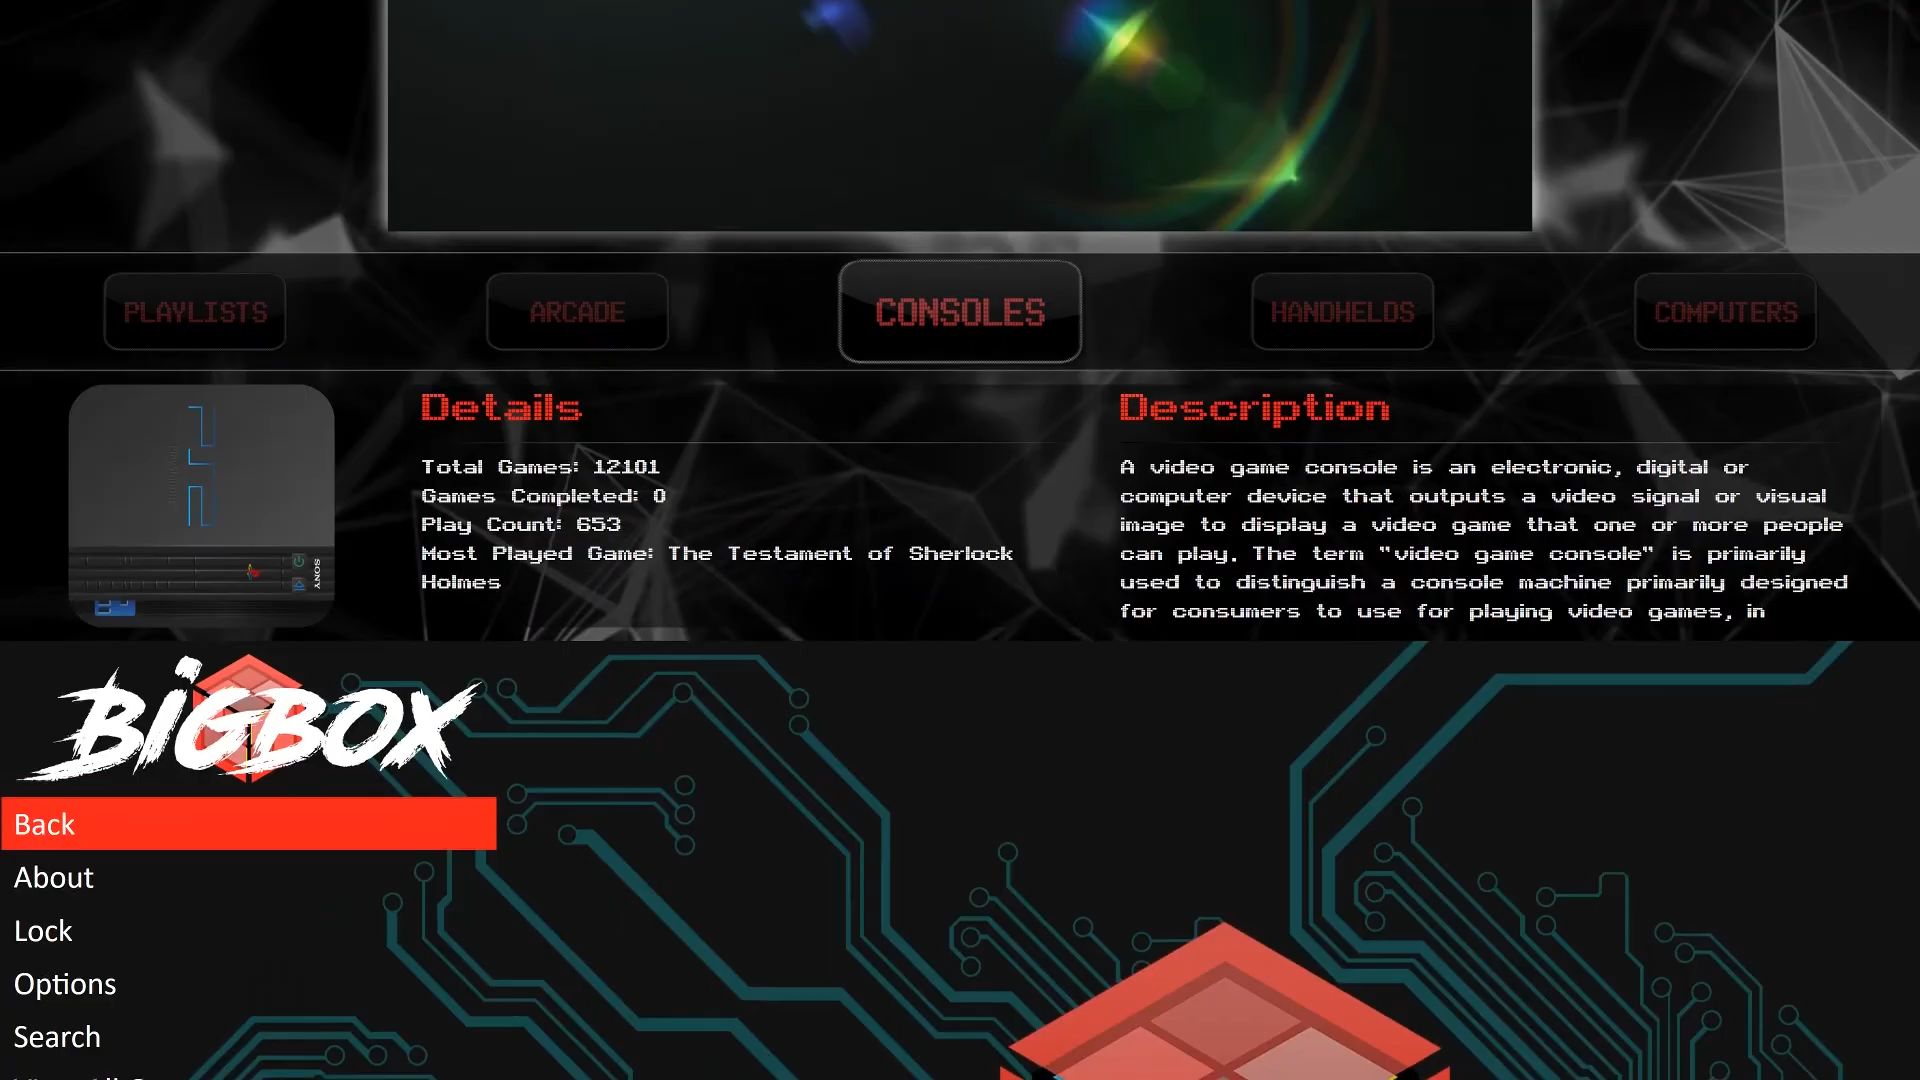 PLAYLISTS
ARCADE
CONSOLES
HANDHELDS
COMPUTERS
SONY
Details
Total Games: 12101
Games Completed: 0
Play Count: 653
Most Played Game: The Testament of Sherlock
Holmes
Description
A video game console is an electronic, digital or
computer device that outputs a video signal or visual
image to display a video game that one or more people
can play. The term "video game console" is primarily
used to distinguish a console machine primarily designed
for consumers to use for playing video games, in
BIGBOX
Back
About
Lock
Options
Search